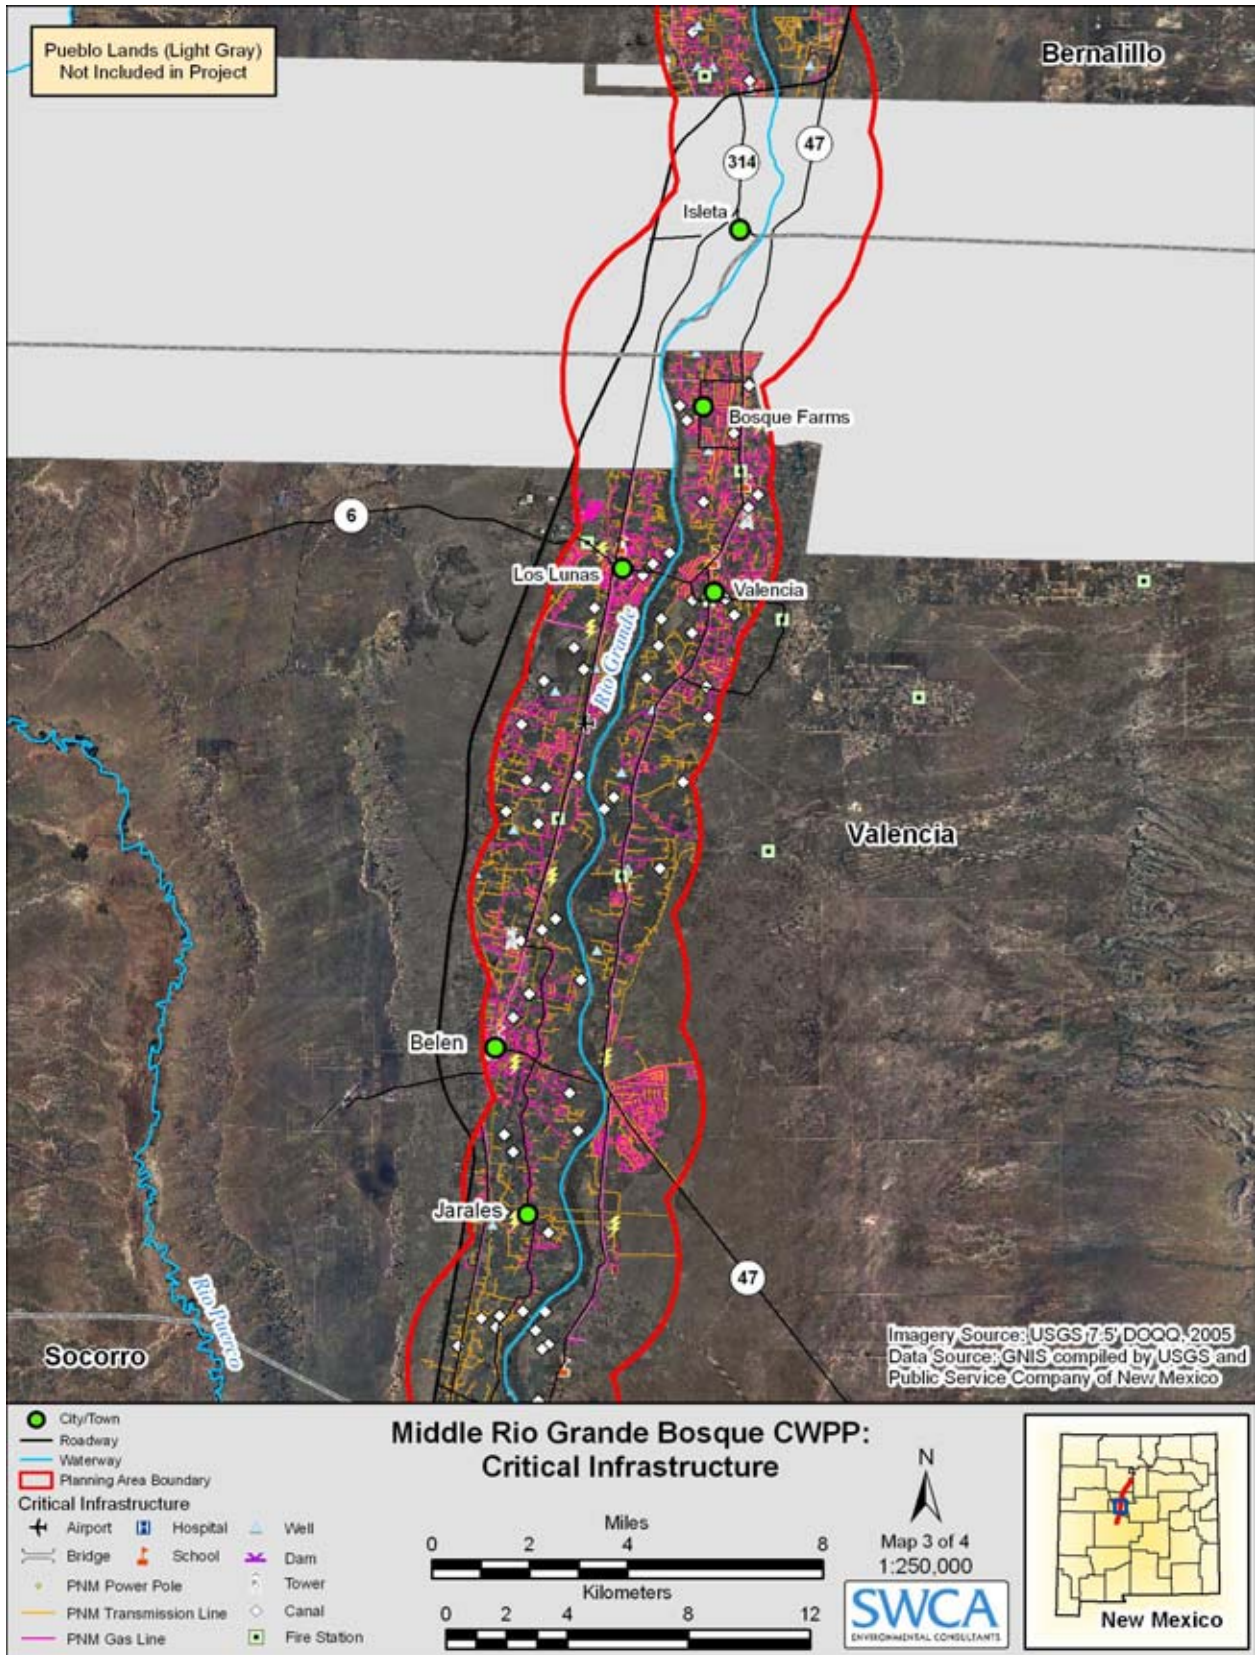 Pueblo Lands (Light Gray)
Not Included in Project
Bernalillo
47
314
Isleta
Bosque Farms
6
Los Lunas
Valencia
Rio Grande
Valencia
Belen
Jarales
47
Rio Puerco
Socorro
Imagery Source: USGS 7.5' DOQQ, 2005
Data Source: GNIS compiled by USGS and
Public Service Company of New Mexico
City/Town
Roadway
Waterway
Planning Area Boundary
Critical Infrastructure
Airport
H Hospital
Well
Bridge
School
Dam
PNM Power Pole
Tower
PNM Transmission Line
Canal
PNM Gas Line
Fire Station
Middle Rio Grande Bosque CWPP:
Critical Infrastructure
Miles
0 2 4 8
Kilometers
0 2 4 8 12
N
Map 3 of 4
1:250,000
SWCA
ENVIRONMENTAL CONSULTANTS
New Mexico